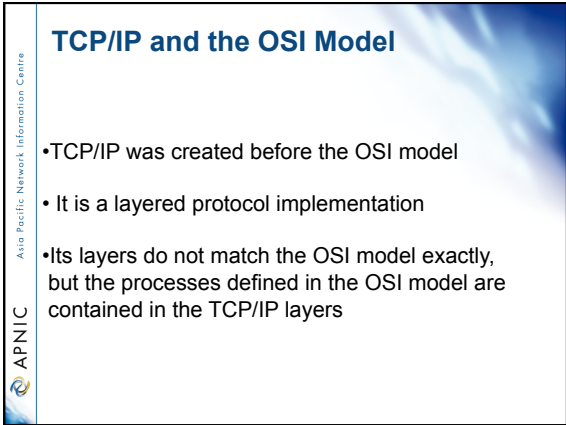 TCP/IP and the OSI Model
•TCP/IP was created before the OSI model
• It is a layered protocol implementation
•Its layers do not match the OSI model exactly,
but the processes defined in the OSI model are
contained in the TCP/IP layers
Asia Pacific Network Information Centre
APNIC